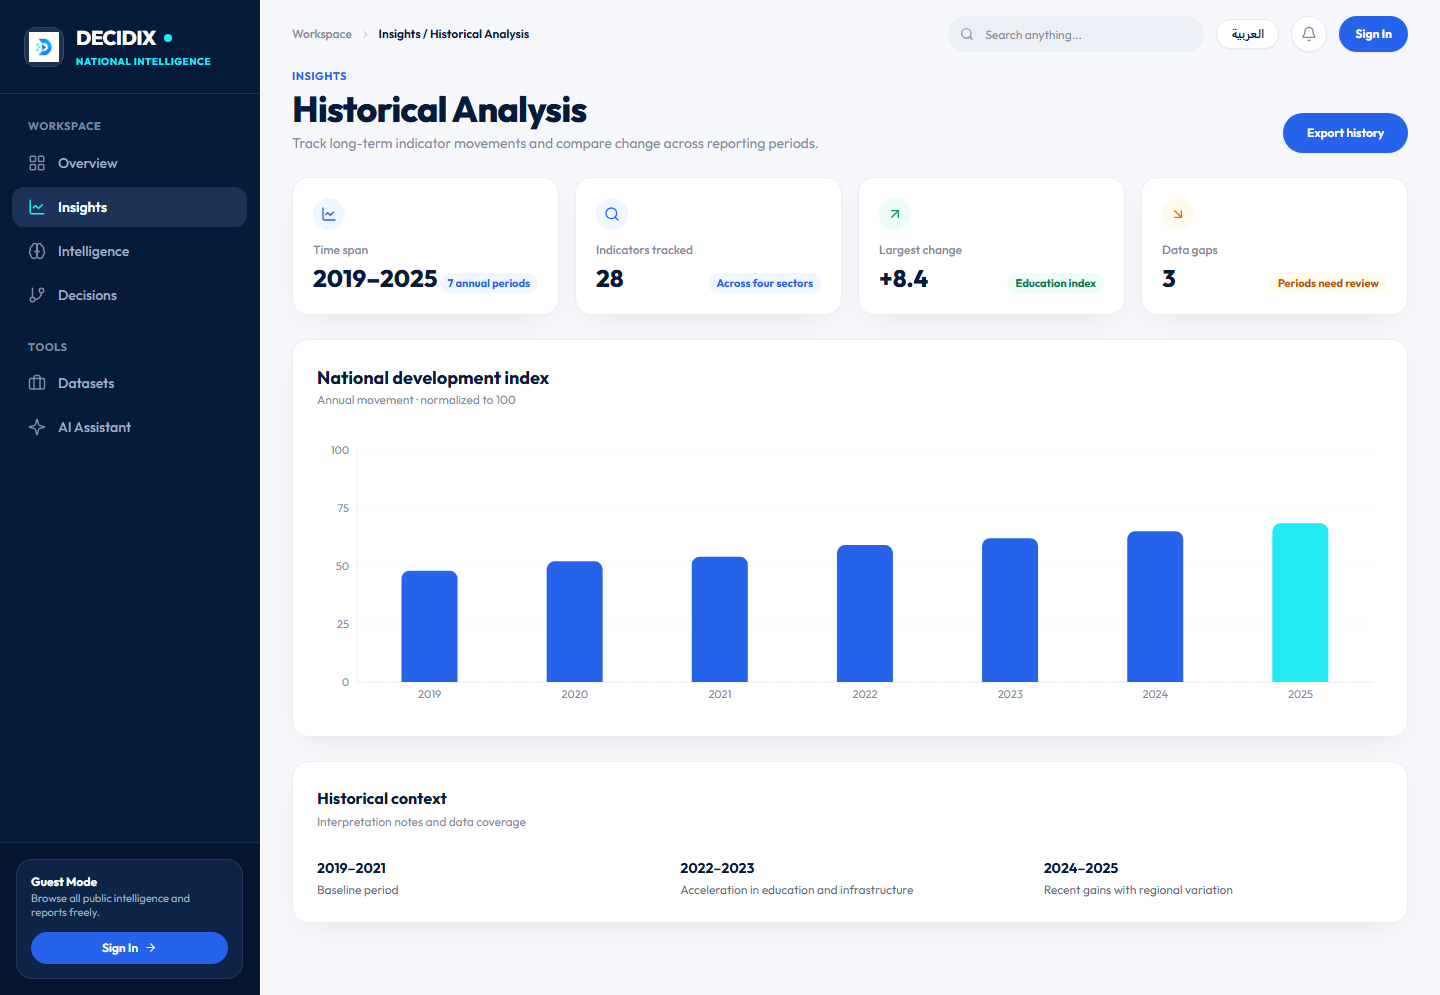 DECIDIX
NATIONAL INTELLIGENCE
WORKSPACE
Overview
Insights
Intelligence
Decisions
TOOLS
Datasets
AI Assistant
Guest Mode
Browse all public intelligence and
reports freely.
Sign In →
Workspace > Insights / Historical Analysis
Search anything...
العربية
Sign In
INSIGHTS
Historical Analysis
Track long-term indicator movements and compare change across reporting periods.
Export history
Time span
2019–2025 7 annual periods
Indicators tracked
28 Across four sectors
Largest change
+8.4 Education index
Data gaps
3 Periods need review
National development index
Annual movement · normalized to 100
100
75
50
25
0
2019 2020 2021 2022 2023 2024 2025
Historical context
Interpretation notes and data coverage
2019–2021
Baseline period
2022–2023
Acceleration in education and infrastructure
2024–2025
Recent gains with regional variation